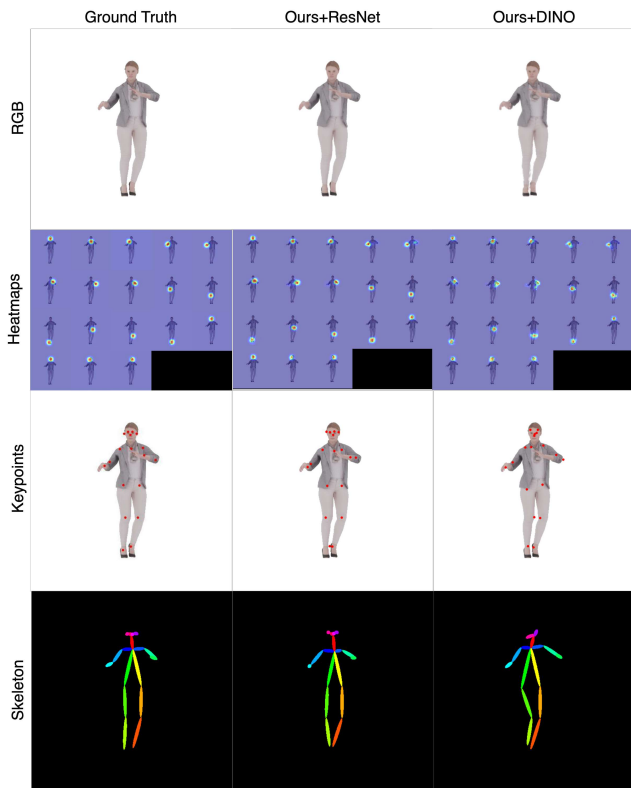 Ground Truth
Ours+ResNet
Ours+DINO
RGB
Heatmaps
Keypoints
Skeleton